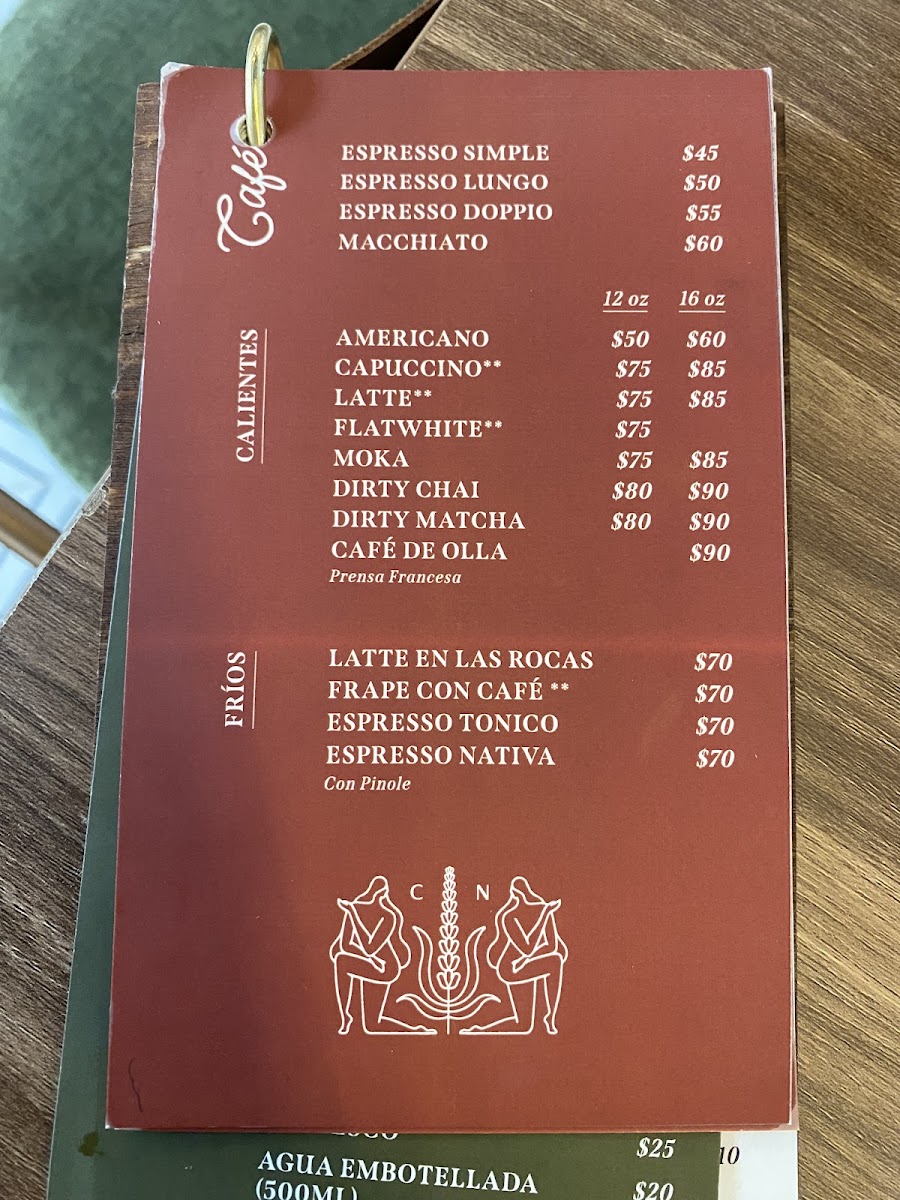 Café
ESPRESSO SIMPLE $45
ESPRESSO LUNGO $50
ESPRESSO DOPPIO $55
MACCHIATO $60
12 oz 16 oz
CALIENTES
AMERICANO $50 $60
CAPUCCINO** $75 $85
LATTE** $75 $85
FLATWHITE** $75
MOKA $75 $85
DIRTY CHAI $80 $90
DIRTY MATCHA $80 $90
CAFÉ DE OLLA $90
Prensa Francesa
FRÍOS
LATTE EN LAS ROCAS $70
FRAPE CON CAFÉ ** $70
ESPRESSO TONICO $70
ESPRESSO NATIVA $70
Con Pinole
C N
$25
AGUA EMBOTELLADA
(500ML) $20
10